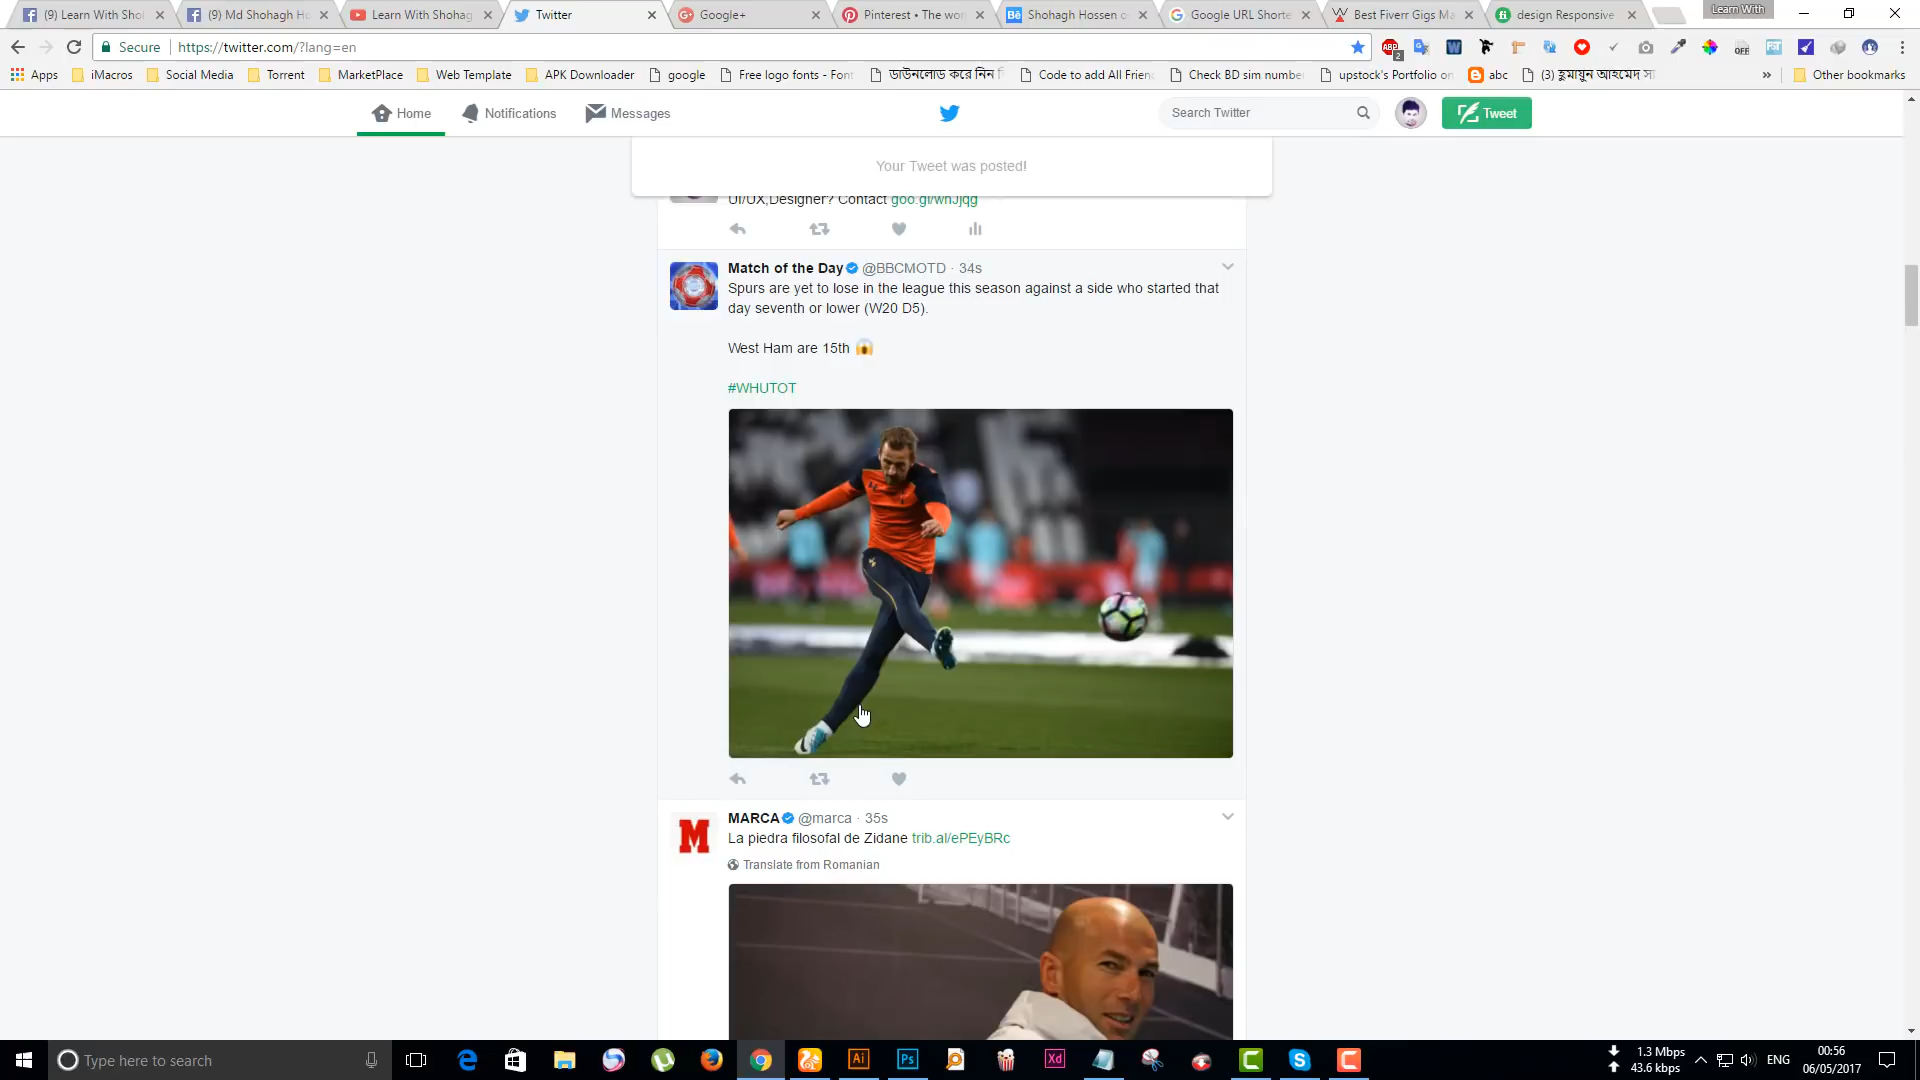 (9) Learn With Sho
(9) Md Shohagh Ho
Learn With Shohag
Twitter
Google+
Pinterest • The wor
Shohagh Hossen o
Google URL Shorte
Best Fiverr Gigs Ma
design Responsive
Learn With
Secure
https://twitter.com/?lang=en
Apps
iMacros
Social Media
Torrent
MarketPlace
Web Template
APK Downloader
google
Free logo fonts - Font
ডাউনলোড করে নিন
Code to add All Frien
Check BD sim numbe
upstock's Portfolio on
abc
(3) হুমায়ুন আহমেদ স
»
Other bookmarks
Home
Notifications
Messages
Search Twitter
Tweet
Your Tweet was posted!
UI/UX,Designer? Contact goo.gl/whJjqg
Match of the Day @BBCMOTD · 34s
Spurs are yet to lose in the league this season against a side who started that
day seventh or lower (W20 D5).
West Ham are 15th 😱
#WHUTOT
MARCA @marca · 35s
La piedra filosofal de Zidane trib.al/ePEyBRc
Translate from Romanian
Type here to search
1.3 Mbps
43.6 kbps
ENG
00:56
06/05/2017